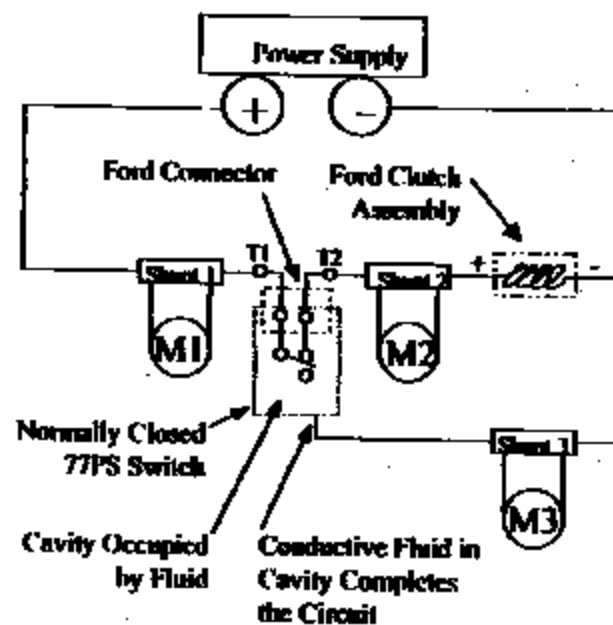 Power Supply
+
−
Ford Connector
Ford Clutch
Assembly
T1
T2
Shunt 1
Shunt 2
+
-
M1
M2
Normally Closed
77PS Switch
Shunt 3
M3
Cavity Occupied
by Fluid
Conductive Fluid in
Cavity Completes
the Circuit